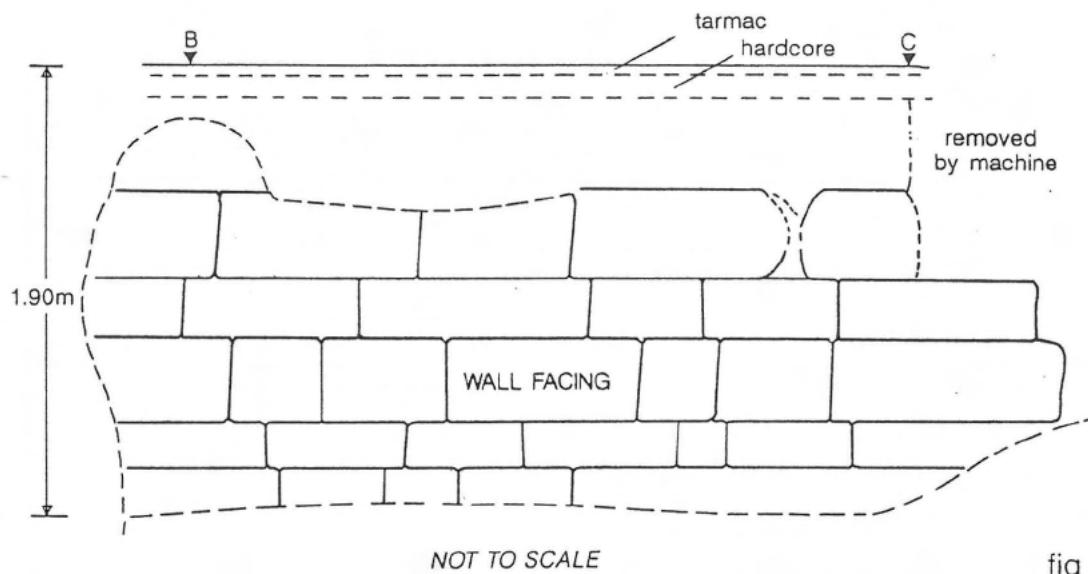 B
tarmac
C
hardcore
removed
by machine
1.90m
WALL FACING
NOT TO SCALE
fig